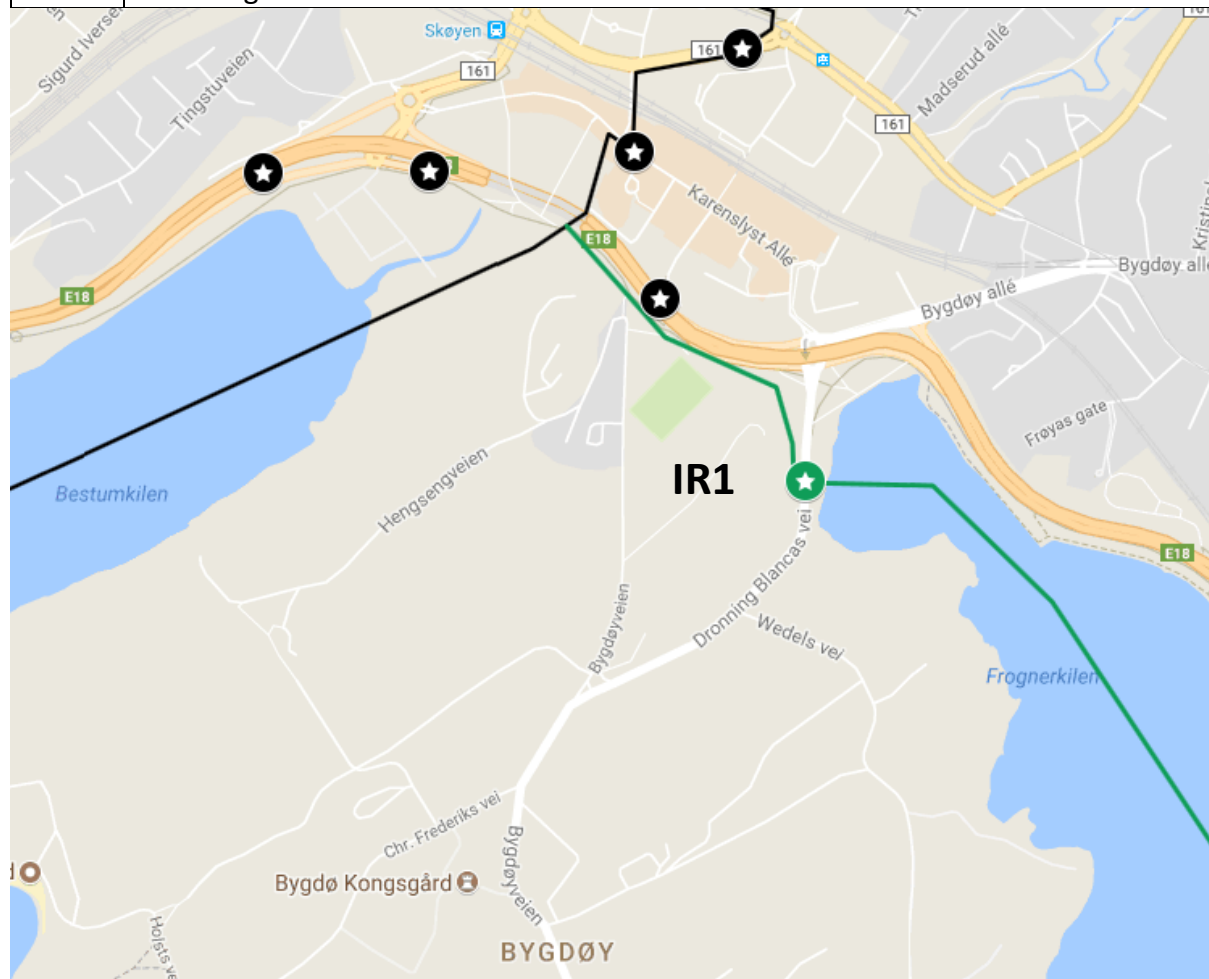 Skøyen
161
Sigurd Iversen
Tingstuveien
161
Madserud allé
161
Karenslyst Allé
E18
E18
Bygdøy allé
Bygdøy allé
Frøyas gate
Bestumkilen
Hengsengveien
IR1
Dronning Blancas vei
E18
Bygdøyveien
Wedels vei
Frognerkilen
Chr. Frederiks vei
Bygdøyveien
Bygdø Kongsgård
BYGDØY